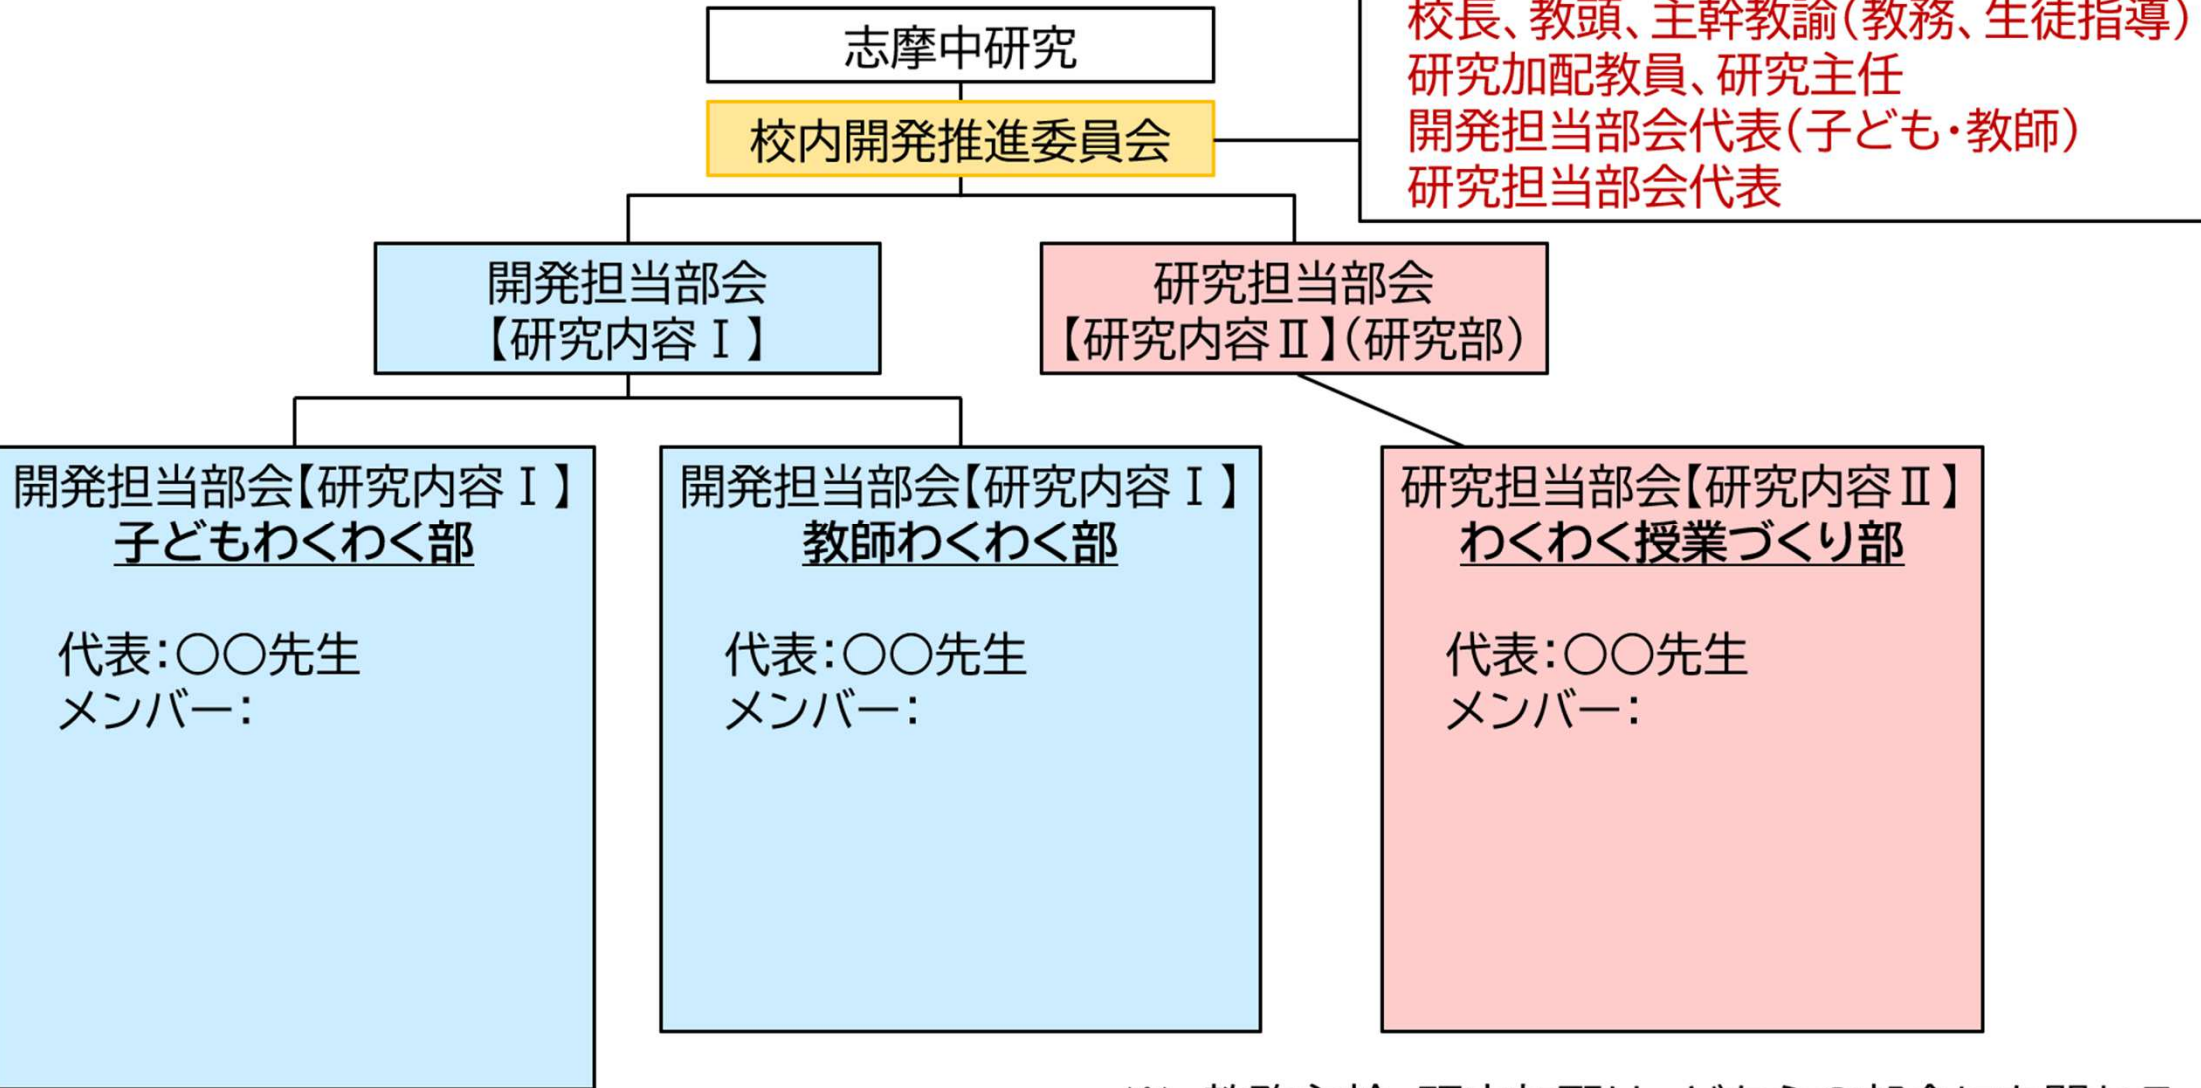 志摩中研究
校内開発推進委員会
校長、教頭、主幹教諭(教務、生徒指導)
研究加配教員、研究主任
開発担当部会代表(子ども・教師)
研究担当部会代表
開発担当部会
【研究内容Ⅰ】
研究担当部会
【研究内容Ⅱ】(研究部)
開発担当部会【研究内容Ⅰ】
子どもわくわく部
代表:○○先生
メンバー:
開発担当部会【研究内容Ⅰ】
教師わくわく部
代表:○○先生
メンバー:
研究担当部会【研究内容Ⅱ】
わくわく授業づくり部
代表:○○先生
メンバー: